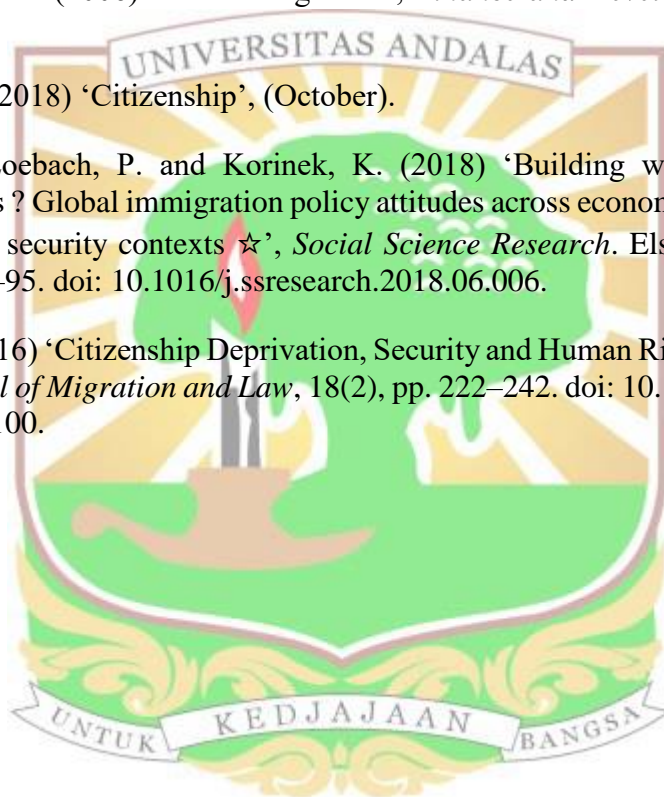 UNIVERSITAS ANDALAS
2018) ‘Citizenship’, (October).
oebach, P. and Korinek, K. (2018) ‘Building w
s ? Global immigration policy attitudes across econom
security contexts ☆’, Social Science Research. Els
–95. doi: 10.1016/j.ssresearch.2018.06.006.
16) ‘Citizenship Deprivation, Security and Human Ri
l of Migration and Law, 18(2), pp. 222–242. doi: 10.
100.
UNTUK KEDJAJAAN BANGSA